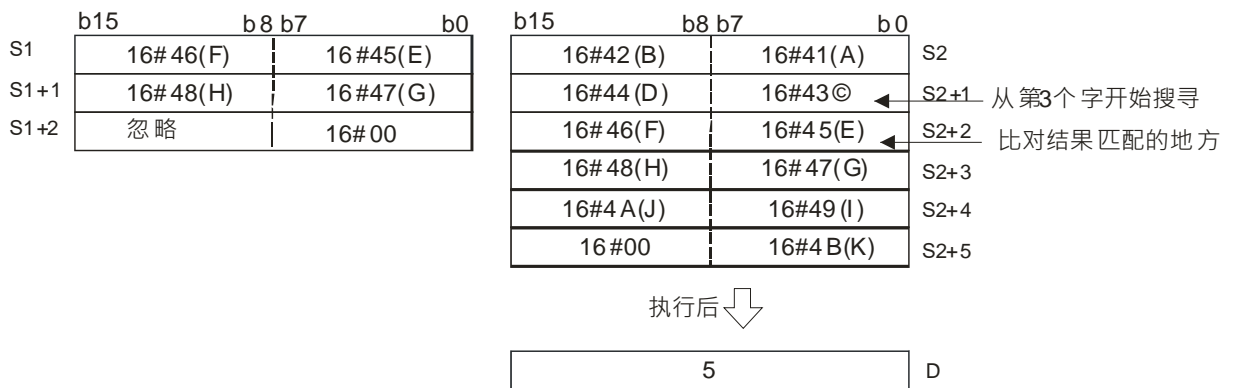 b15 b8 b7 b0 b15 b8 b7 b0
S1 16#46(F) 16#45(E) 16#42(B) 16#41(A) S2
S1+1 16#48(H) 16#47(G) 16#44(D) 16#43© S2+1 从第3个字开始搜寻
S1+2 忽略 16#00 16#46(F) 16#45(E) S2+2 比对结果匹配的地方
16#48(H) 16#47(G) S2+3
16#4A(J) 16#49(I) S2+4
16#00 16#4B(K) S2+5
执行后
5 D